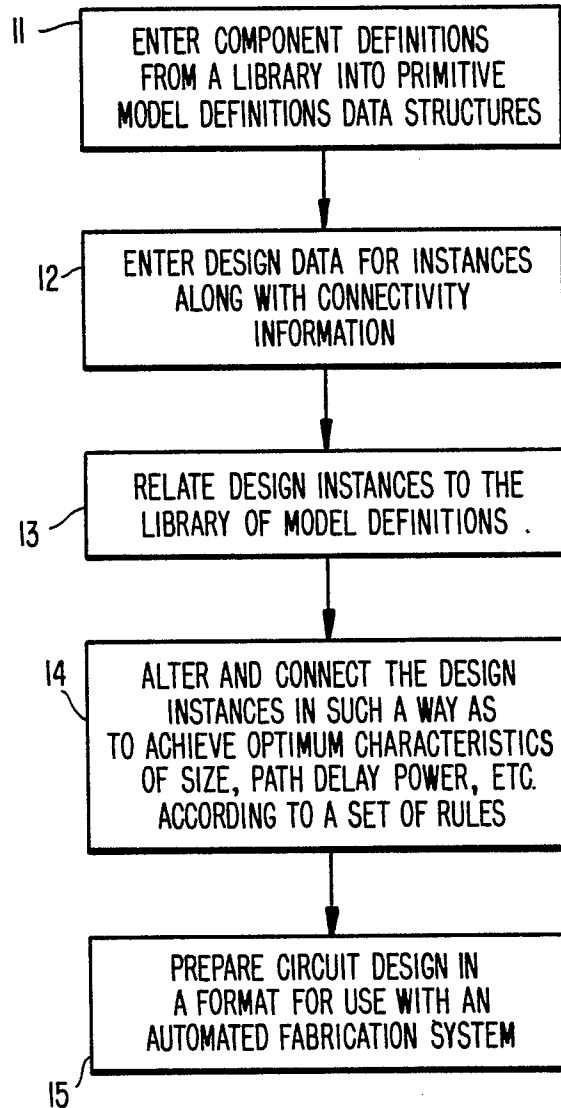 11
ENTER COMPONENT DEFINITIONS
FROM A LIBRARY INTO PRIMITIVE
MODEL DEFINITIONS DATA STRUCTURES
12
ENTER DESIGN DATA FOR INSTANCES
ALONG WITH CONNECTIVITY
INFORMATION
RELATE DESIGN INSTANCES TO THE
LIBRARY OF MODEL DEFINITIONS .
13
14
ALTER AND CONNECT THE DESIGN
INSTANCES IN SUCH A WAY AS
TO ACHIEVE OPTIMUM CHARACTERISTICS
OF SIZE, PATH DELAY POWER, ETC.
ACCORDING TO A SET OF RULES
PREPARE CIRCUIT DESIGN IN
A FORMAT FOR USE WITH AN
AUTOMATED FABRICATION SYSTEM
15